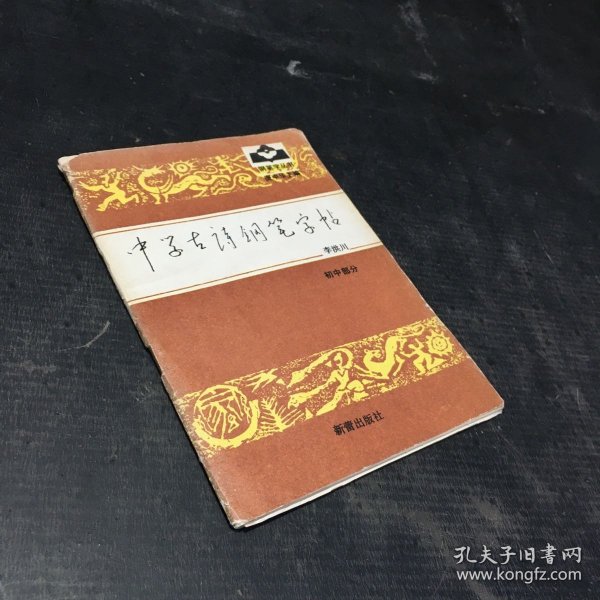 中学古诗钢笔字帖
李洪川
初中部分
新蕾出版社
孔夫子旧书网
www.kongfz.com